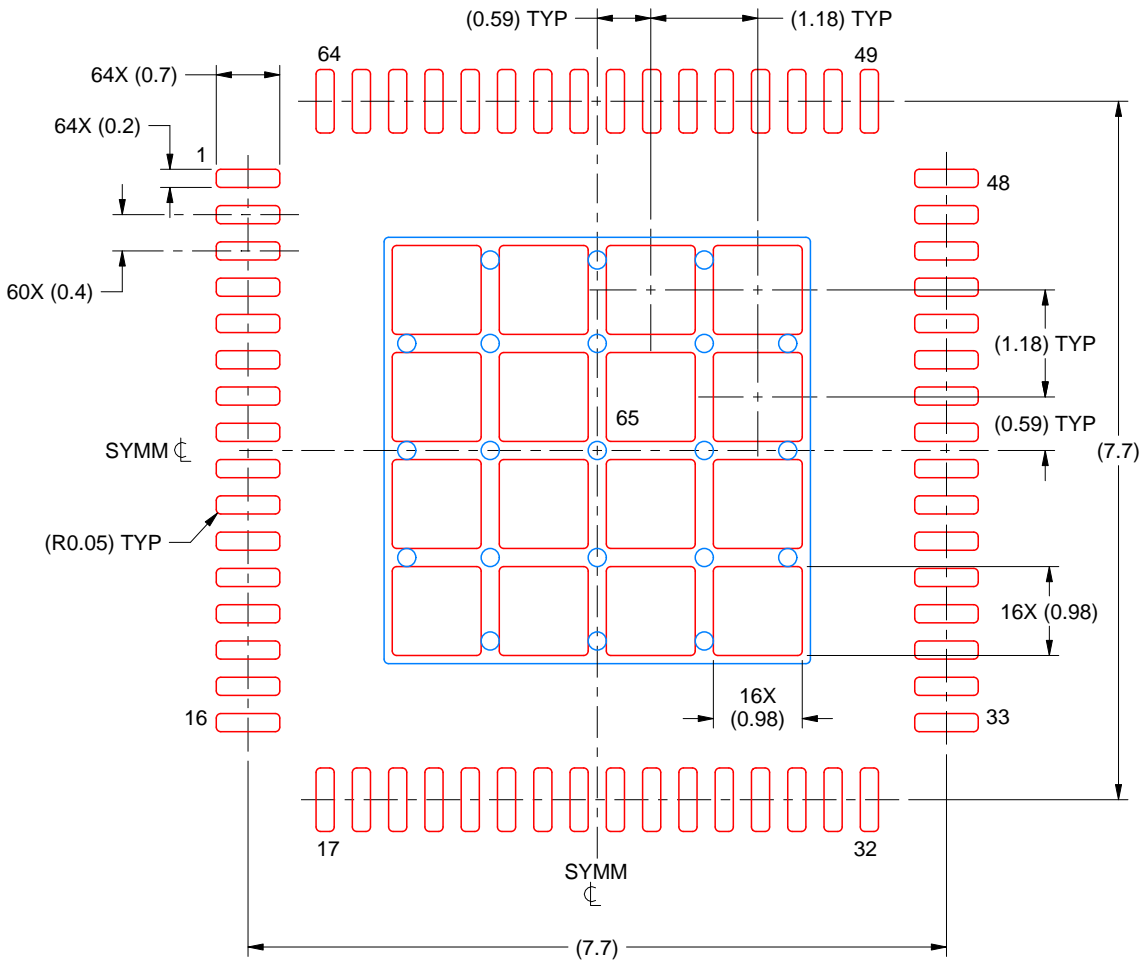 (0.59) TYP
(1.18) TYP
64
49
64X (0.7)
64X (0.2)
1
48
60X (0.4)
(1.18) TYP
65
(0.59) TYP
SYMM ℄
(7.7)
(R0.05) TYP
16X (0.98)
16X
(0.98)
16
33
17
32
SYMM
℄
(7.7)